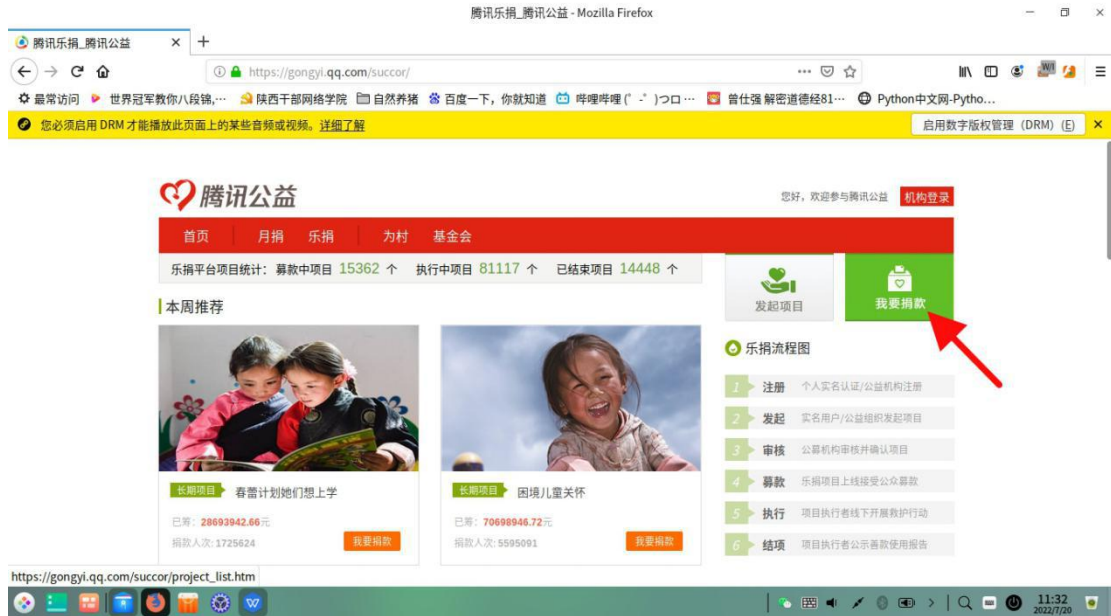 腾讯乐捐_腾讯公益 - Mozilla Firefox
腾讯乐捐_腾讯公益
https://gongyi.qq.com/succor/
最常访问 世界冠军教你八段锦,… 陕西干部网络学院 自然养猪 百度一下，你就知道 哔哩哔哩 (゜-゜)つロ … 曾仕强 解密道德经81… Python中文网-Pytho…
您必须启用 DRM 才能播放此页面上的某些音频或视频。详细了解 启用数字版权管理（DRM）(E)
腾讯公益
您好，欢迎参与腾讯公益 机构登录
首页 月捐 乐捐 为村 基金会
乐捐平台项目统计：募款中项目 15362 个 执行中项目 81117 个 已结束项目 14448 个
发起项目 我要捐款
本周推荐
长期项目 春蕾计划她们想上学
已筹：28693942.66元
捐款人次:1725624 我要捐款
长期项目 困境儿童关怀
已筹：70698946.72元
捐款人次:5595091 我要捐款
乐捐流程图
1 注册 个人实名认证/公益机构注册
2 发起 实名用户/公益组织发起项目
3 审核 公募机构审核并确认项目
4 募款 乐捐项目上线接受公众募款
5 执行 项目执行者线下开展救护行动
6 结项 项目执行者公示善款使用报告
https://gongyi.qq.com/succor/project_list.htm
11:32
2022/7/20